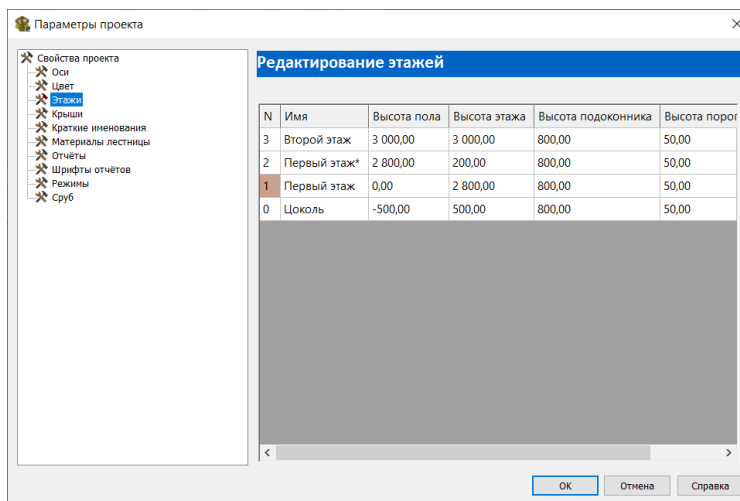 Параметры проекта
Свойства проекта
Оси
Цвет
Этажи
Крыши
Краткие именования
Материалы лестницы
Отчёты
Шрифты отчётов
Режимы
Сруб
Редактирование этажей
N Имя Высота пола Высота этажа Высота подоконника Высота порог
3 Второй этаж 3 000,00 3 000,00 800,00 50,00
2 Первый этаж* 2 800,00 200,00 800,00 50,00
1 Первый этаж 0,00 2 800,00 800,00 50,00
0 Цоколь -500,00 500,00 800,00 50,00
ОК Отмена Справка